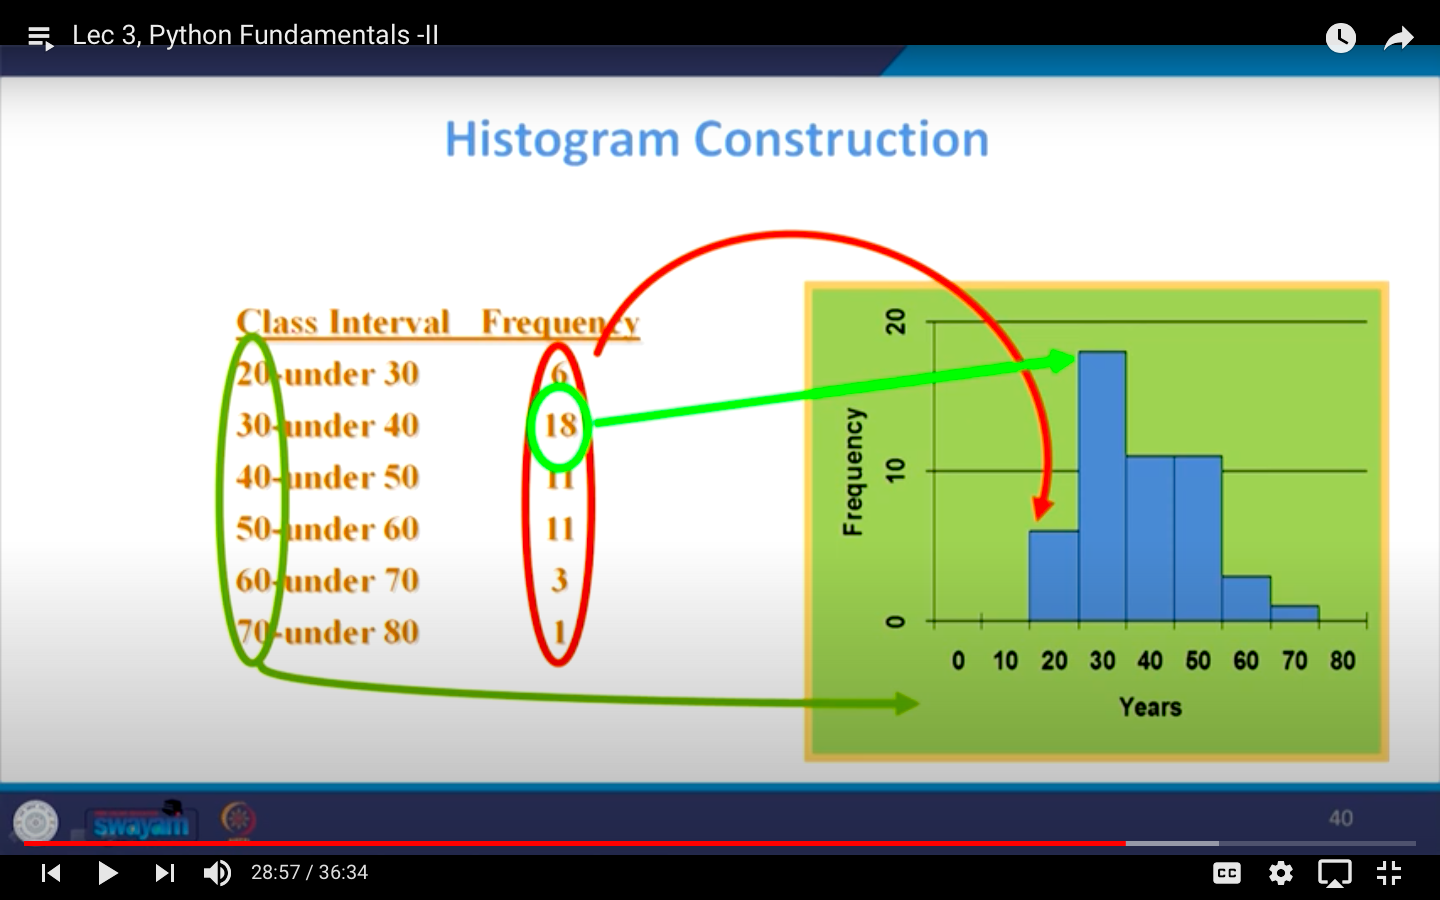 Lec 3, Python Fundamentals -II
Histogram Construction
Class Interval Frequency
20-under 30 6
30-under 40 18
40-under 50 11
50-under 60 11
60-under 70 3
70-under 80 1
20
10
0
Frequency
0 10 20 30 40 50 60 70 80
Years
swayam
40
28:57 / 36:34
CC